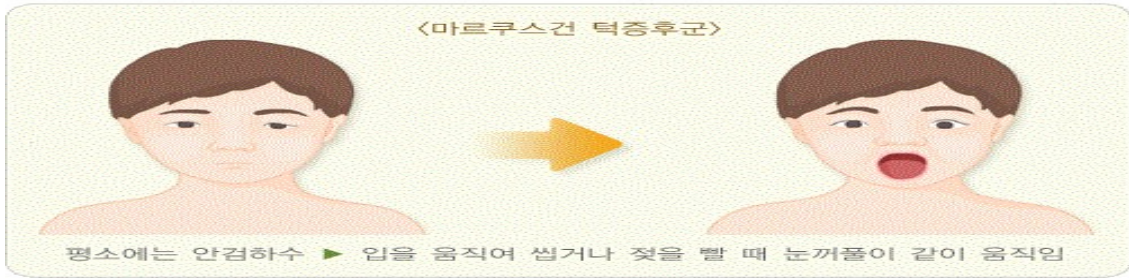 <마르쿠스건 턱증후군>
평소에는 안검하수 ▶ 입을 움직여 씹거나 젖을 빨 때 눈꺼풀이 같이 움직임